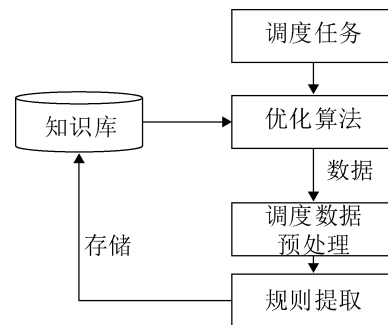 调度任务
知识库
优化算法
数据
调度数据
预处理
存储
规则提取